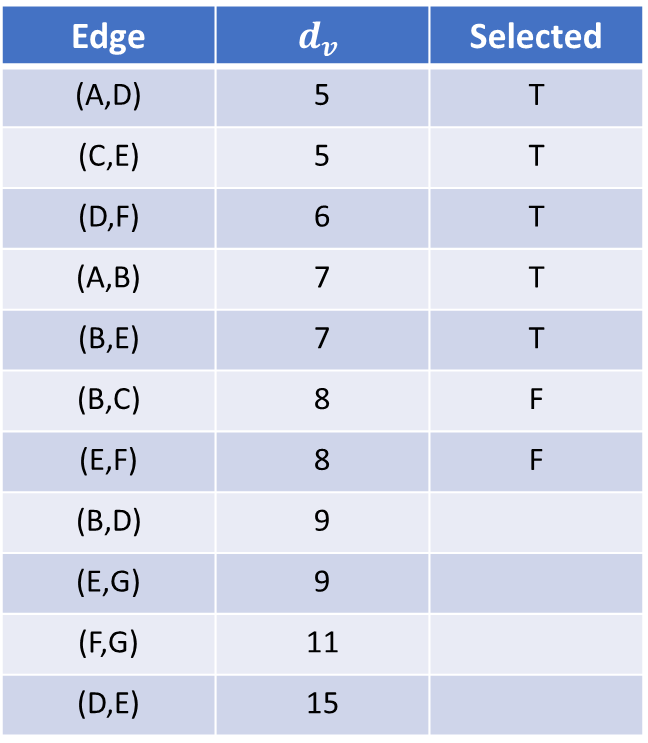 Edge d_v Selected
(A,D) 5 T
(C,E) 5 T
(D,F) 6 T
(A,B) 7 T
(B,E) 7 T
(B,C) 8 F
(E,F) 8 F
(B,D) 9
(E,G) 9
(F,G) 11
(D,E) 15